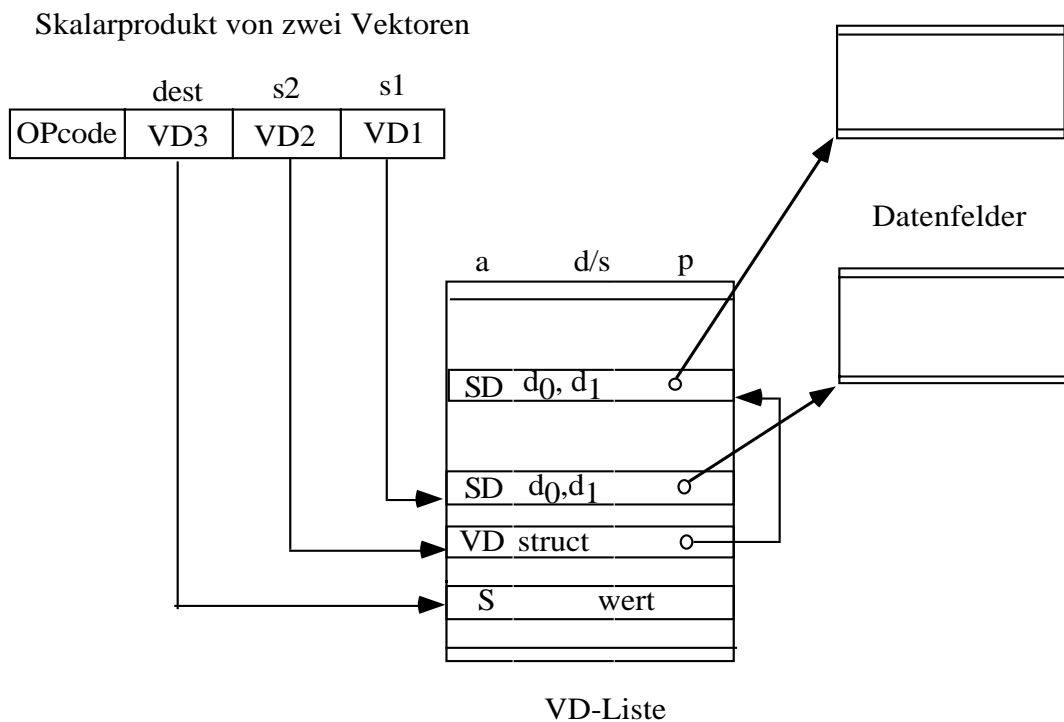 Skalarprodukt von zwei Vektoren
dest s2 s1
OPcode VD3 VD2 VD1
Datenfelder
a d/s p
SD d0, d1
SD d0,d1
VD struct
S wert
VD-Liste